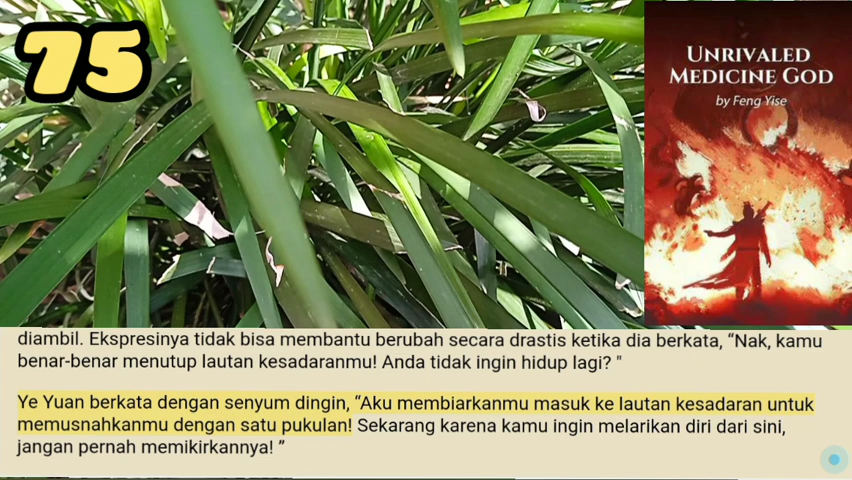 75
UNRIVALED
MEDICINE GOD
by Feng Yise
diambil. Ekspresinya tidak bisa membantu berubah secara drastis ketika dia berkata, “Nak, kamu
benar-benar menutup lautan kesadaranmu! Anda tidak ingin hidup lagi? "
Ye Yuan berkata dengan senyum dingin, “Aku membiarkanmu masuk ke lautan kesadaran untuk
memusnahkanmu dengan satu pukulan! Sekarang karena kamu ingin melarikan diri dari sini,
jangan pernah memikirkannya! ”